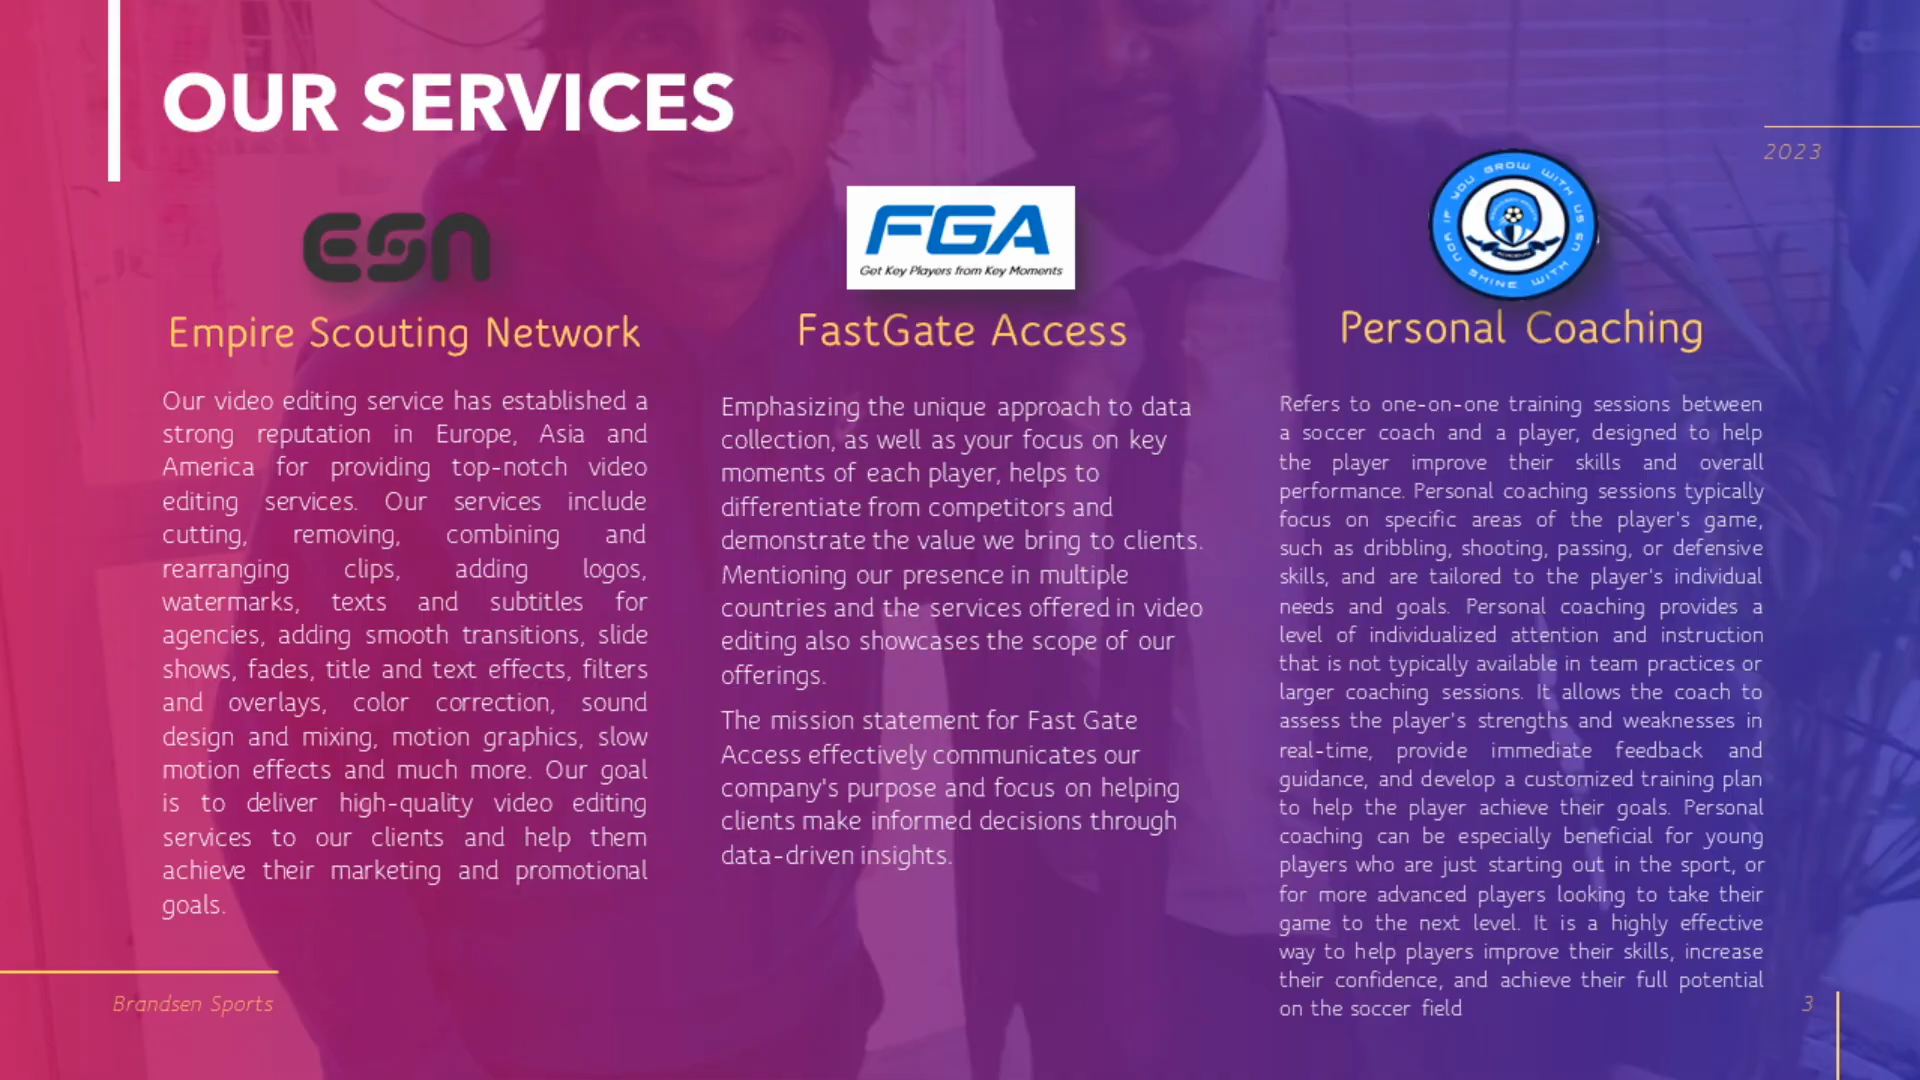 OUR SERVICES
2023
ESN
Empire Scouting Network
Our video editing service has established a
strong reputation in Europe, Asia and
America for providing top-notch video
editing services. Our services include
cutting, removing, combining and
rearranging clips, adding logos,
watermarks, texts and subtitles for
agencies, adding smooth transitions, slide
shows, fades, title and text effects, filters
and overlays, color correction, sound
design and mixing, motion graphics, slow
motion effects and much more. Our goal
is to deliver high-quality video editing
services to our clients and help them
achieve their marketing and promotional
goals.
FGA
Get Key Players from Key Moments
FastGate Access
Emphasizing the unique approach to data
collection, as well as your focus on key
moments of each player, helps to
differentiate from competitors and
demonstrate the value we bring to clients.
Mentioning our presence in multiple
countries and the services offered in video
editing also showcases the scope of our
offerings.
The mission statement for Fast Gate
Access effectively communicates our
company's purpose and focus on helping
clients make informed decisions through
data-driven insights.
IF YOU GROW WITH US
YOU SHINE WITH US
Personal Coaching
Refers to one-on-one training sessions between
a soccer coach and a player, designed to help
the player improve their skills and overall
performance. Personal coaching sessions typically
focus on specific areas of the player's game,
such as dribbling, shooting, passing, or defensive
skills, and are tailored to the player's individual
needs and goals. Personal coaching provides a
level of individualized attention and instruction
that is not typically available in team practices or
larger coaching sessions. It allows the coach to
assess the player's strengths and weaknesses in
real-time, provide immediate feedback and
guidance, and develop a customized training plan
to help the player achieve their goals. Personal
coaching can be especially beneficial for young
players who are just starting out in the sport, or
for more advanced players looking to take their
game to the next level. It is a highly effective
way to help players improve their skills, increase
their confidence, and achieve their full potential
on the soccer field
Brandsen Sports
3